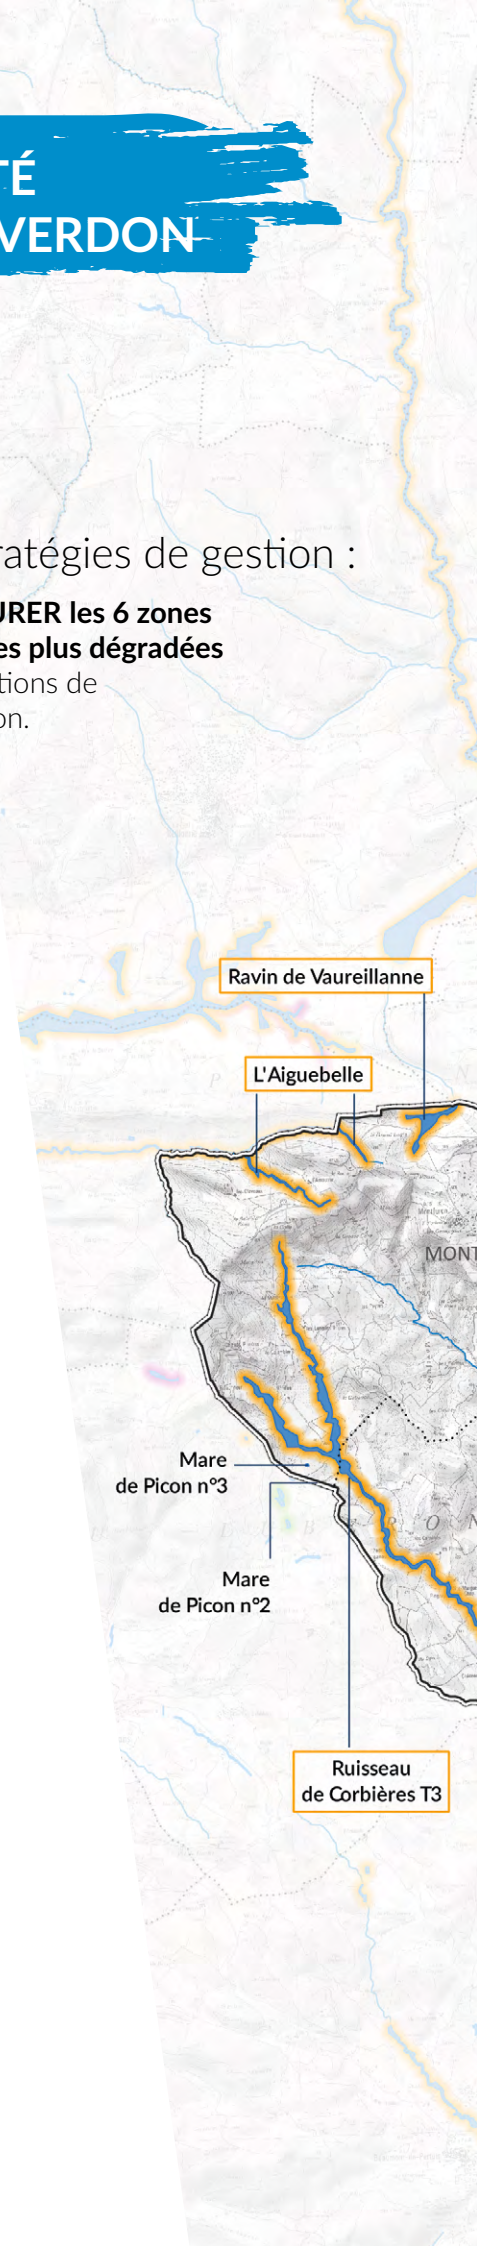 TÉ
VERDON
ratégies de gestion :
URER les 6 zones
es plus dégradées
tions de
on.
Ravin de Vaureillanne
L'Aiguebelle
MONT
Mare
de Picon n°3
Mare
de Picon n°2
Ruisseau
de Corbières T3